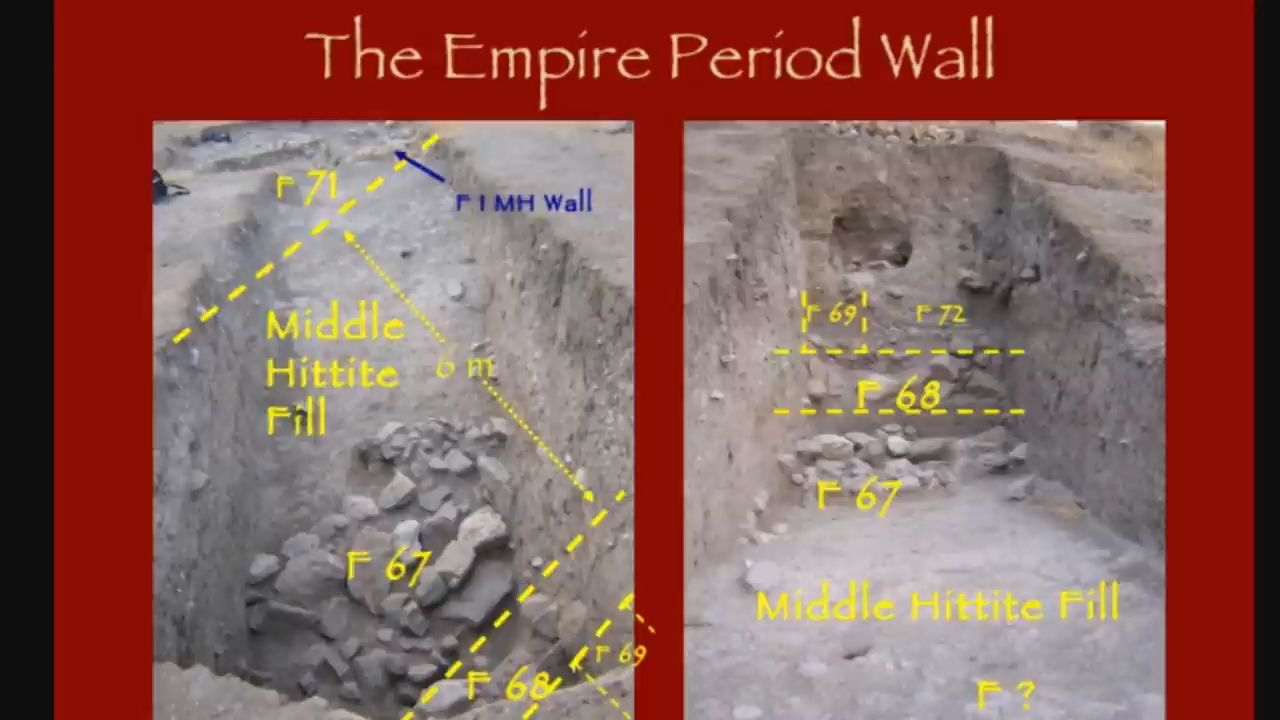 The Empire Period Wall
F 71
F 1 MH Wall
Middle
Hittite
Fill
6 m
F 67
F 68
F 69
F 69
F 72
F 68
F 67
Middle Hittite Fill
F ?